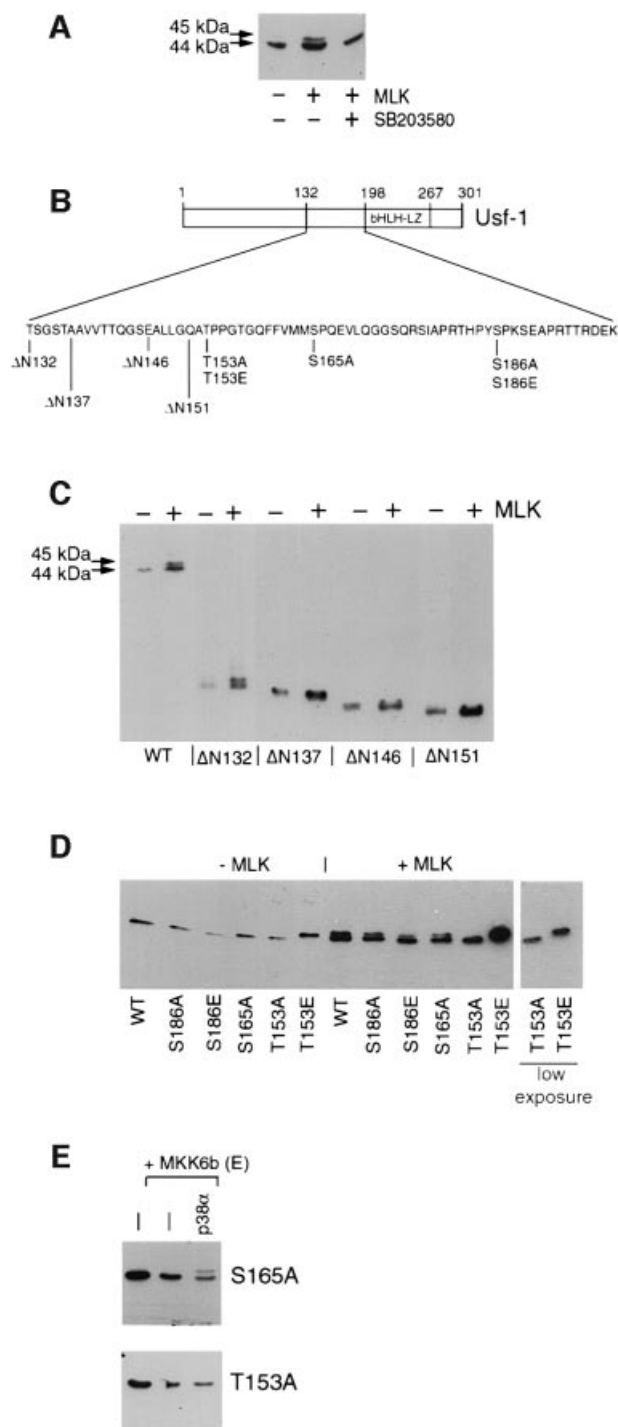 A
45 kDa
44 kDa
− + + MLK
− − + SB203580
B
1 132 198 267 301
bHLH-LZ Usf-1
TSGSTAAVVTTQGSEALLGQATPPGTGQFFVMMSPQEVLQGGSQRSIAPRTHPYSPKSEAPRTTRDEK
ΔN132 ΔN146 T153A S165A S186A
T153E S186E
ΔN137 ΔN151
C
− + − + − + − + − + MLK
45 kDa
44 kDa
WT | ΔN132 | ΔN137 | ΔN146 | ΔN151
D
- MLK | + MLK
WT S186A S186E S165A T153A T153E WT S186A S186E S165A T153A T153E T153A T153E
low
exposure
E
+ MKK6b (E)
| | p38α
S165A
T153A